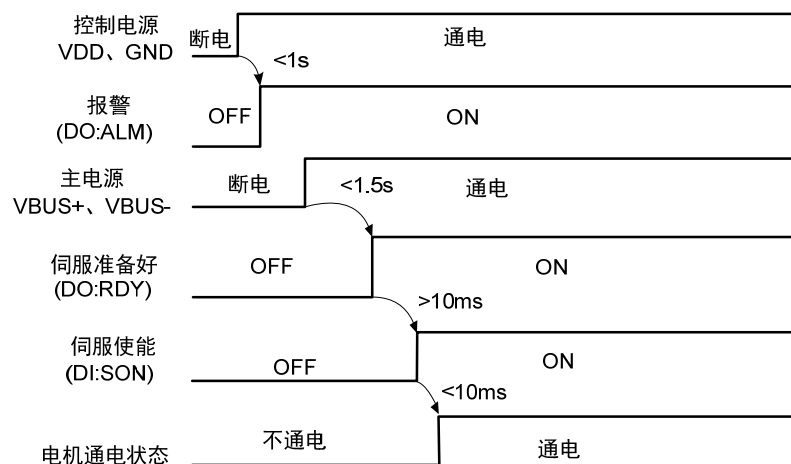 控制电源
VDD、GND
断电
通电
<1s
报警
(DO:ALM)
OFF
ON
主电源
VBUS+、VBUS-
断电
<1.5s
通电
伺服准备好
(DO:RDY)
OFF
ON
>10ms
伺服使能
(DI:SON)
OFF
ON
<10ms
电机通电状态
不通电
通电